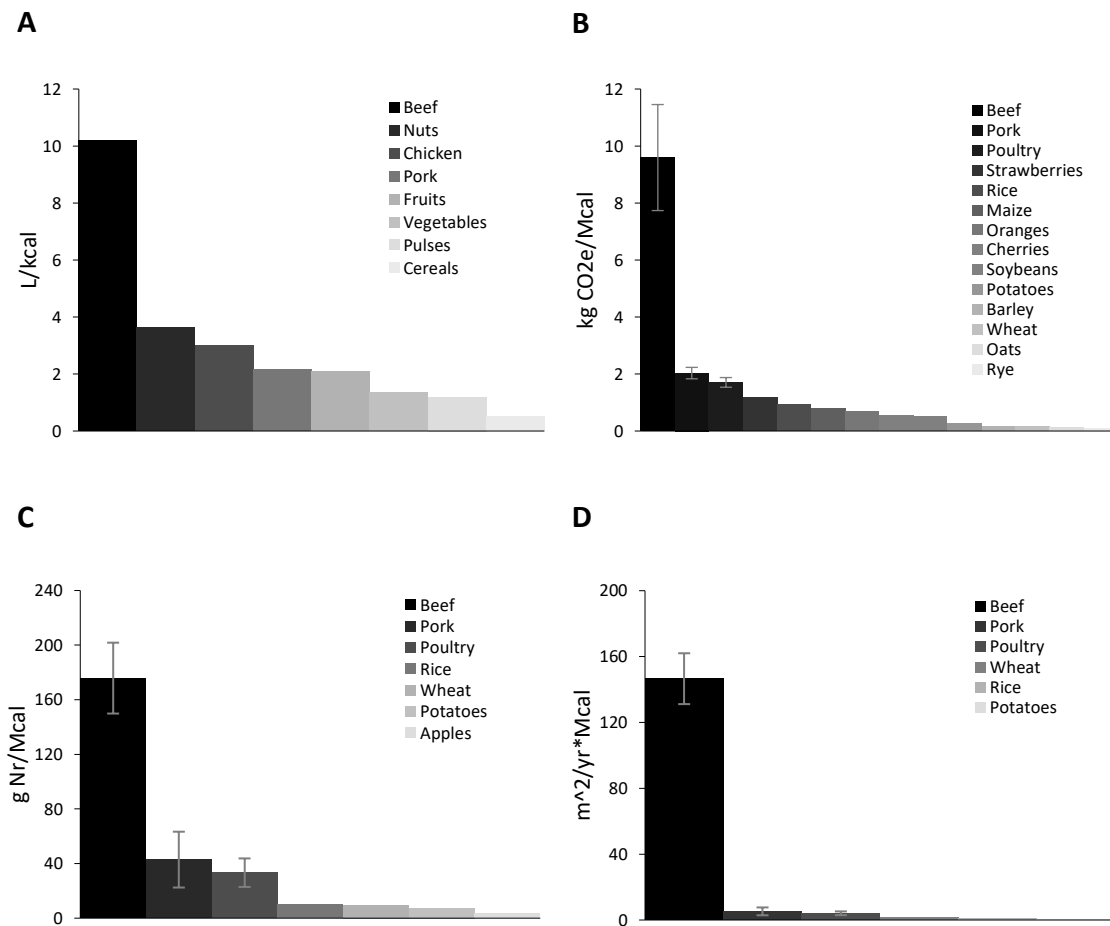 A
L/kcal
12
10
8
6
4
2
0
Beef
Nuts
Chicken
Pork
Fruits
Vegetables
Pulses
Cereals
B
kg CO2e/Mcal
12
10
8
6
4
2
0
Beef
Pork
Poultry
Strawberries
Rice
Maize
Oranges
Cherries
Soybeans
Potatoes
Barley
Wheat
Oats
Rye
C
g Nr/Mcal
240
200
160
120
80
40
0
Beef
Pork
Poultry
Rice
Wheat
Potatoes
Apples
D
m^2/yr*Mcal
200
160
120
80
40
0
Beef
Pork
Poultry
Wheat
Rice
Potatoes